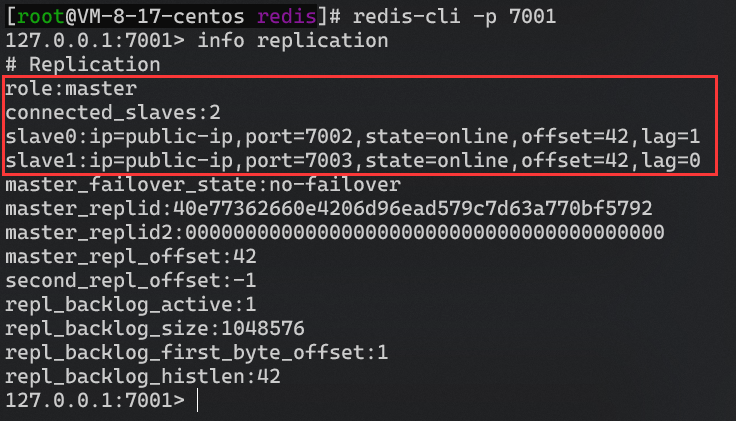 [root@VM-8-17-centos redis]# redis-cli -p 7001
127.0.0.1:7001> info replication
# Replication
role:master
connected_slaves:2
slave0:ip=public-ip,port=7002,state=online,offset=42,lag=1
slave1:ip=public-ip,port=7003,state=online,offset=42,lag=0
master_failover_state:no-failover
master_replid:40e77362660e4206d96ead579c7d63a770bf5792
master_replid2:0000000000000000000000000000000000000000
master_repl_offset:42
second_repl_offset:-1
repl_backlog_active:1
repl_backlog_size:1048576
repl_backlog_first_byte_offset:1
repl_backlog_histlen:42
127.0.0.1:7001>